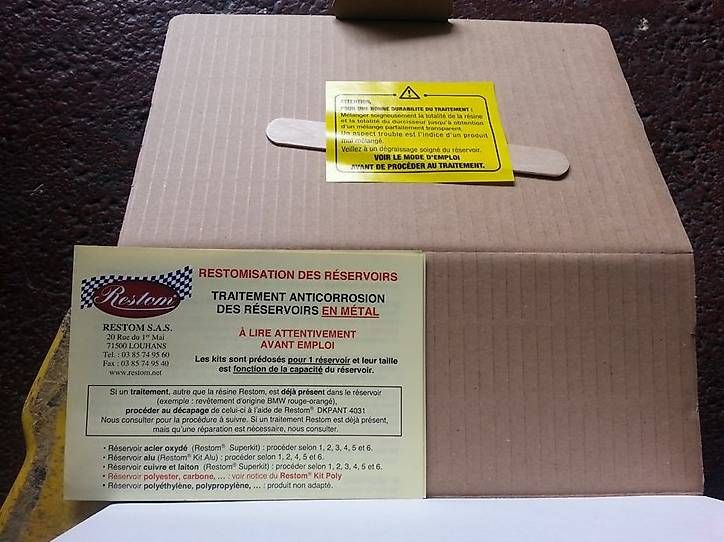 ATTENTION,
POUR UNE BONNE DURABILITE DU TRAITEMENT :
Mélanger soigneusement la totalité de la résine
et la totalité du durcisseur jusqu'à obtention
d'un mélange parfaitement transparent.
Un aspect trouble est l'indice d'un produit
mal mélangé.
Veillez à un dégraissage soigné du réservoir.
VOIR LE MODE D'EMPLOI
AVANT DE PROCÉDER AU TRAITEMENT.
Restom®
RESTOM S.A.S.
20 Rue du 1er Mai
71500 LOUHANS
Tel. : 03 85 74 95 60
Fax : 03 85 74 95 40
www.restom.net
RESTOMISATION DES RÉSERVOIRS
TRAITEMENT ANTICORROSION
DES RÉSERVOIRS EN MÉTAL
À LIRE ATTENTIVEMENT
AVANT EMPLOI
Les kits sont prédosés pour 1 réservoir et leur taille
est fonction de la capacité du réservoir.
Si un traitement, autre que la résine Restom, est déjà présent dans le réservoir
(exemple : revêtement d'origine BMW rouge-orangé),
procéder au décapage de celui-ci à l'aide de Restom® DKPANT 4031
Nous consulter pour la procédure à suivre. Si un traitement Restom est déjà présent,
mais qu'une réparation est nécessaire, nous consulter.
• Réservoir acier oxydé (Restom® Superkit) : procéder selon 1, 2, 3, 4, 5 et 6.
• Réservoir alu (Restom® Kit Alu) : procéder selon 1, 2, 4, 5 et 6.
• Réservoir cuivre et laiton (Restom® Superkit) : procéder selon 1, 2, 4, 5 et 6.
• Réservoir polyester, carbone, ... : voir notice du Restom® Kit Poly
• Réservoir polyéthylène, polypropylène, ... : produit non adapté.